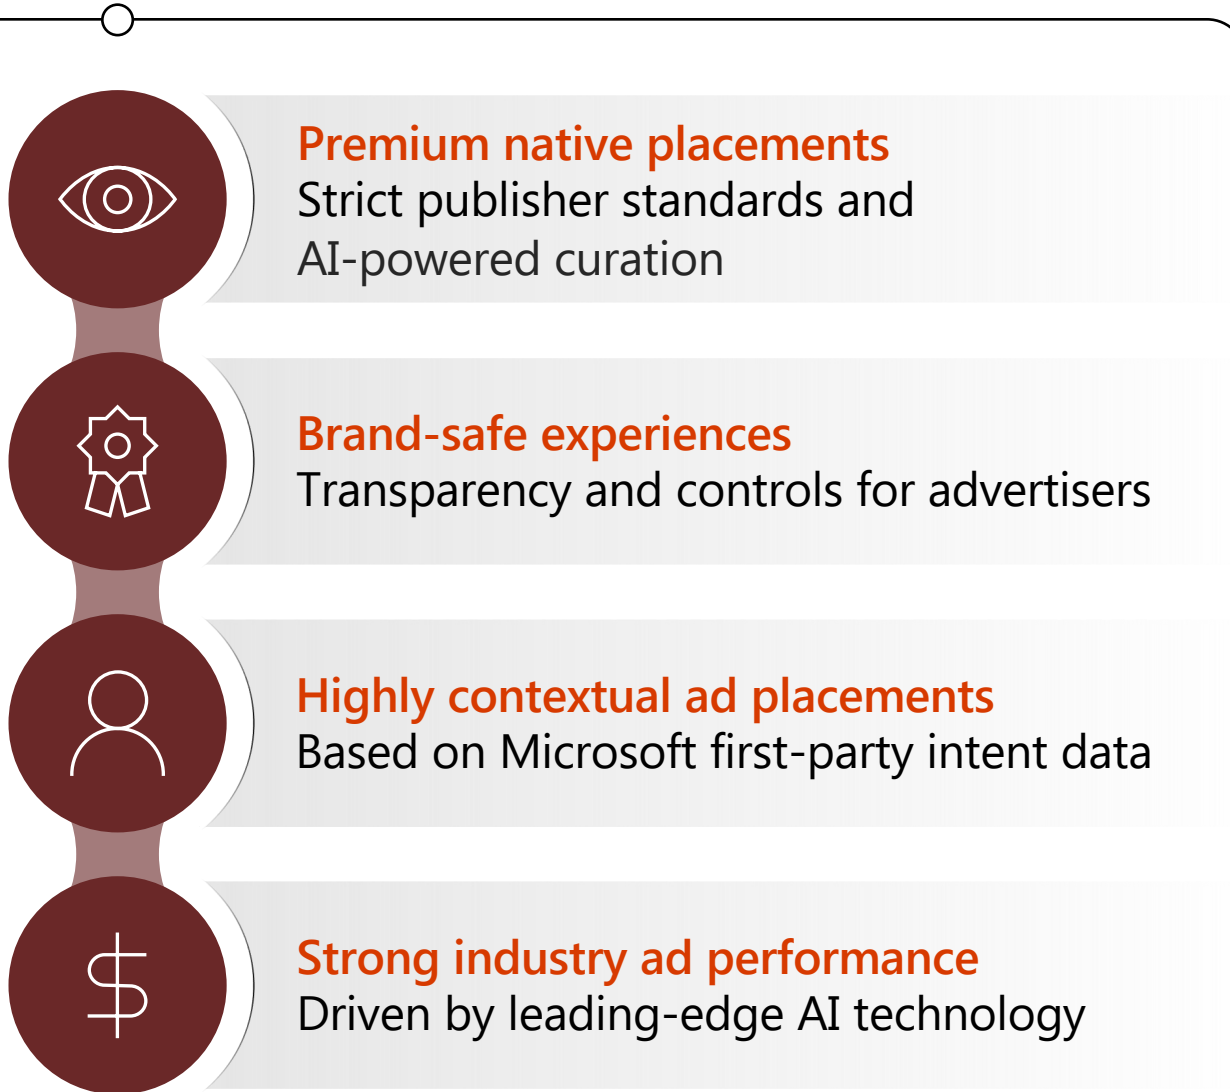 Premium native placements
Strict publisher standards and
AI-powered curation
Brand-safe experiences
Transparency and controls for advertisers
Highly contextual ad placements
Based on Microsoft first-party intent data
Strong industry ad performance
Driven by leading-edge AI technology